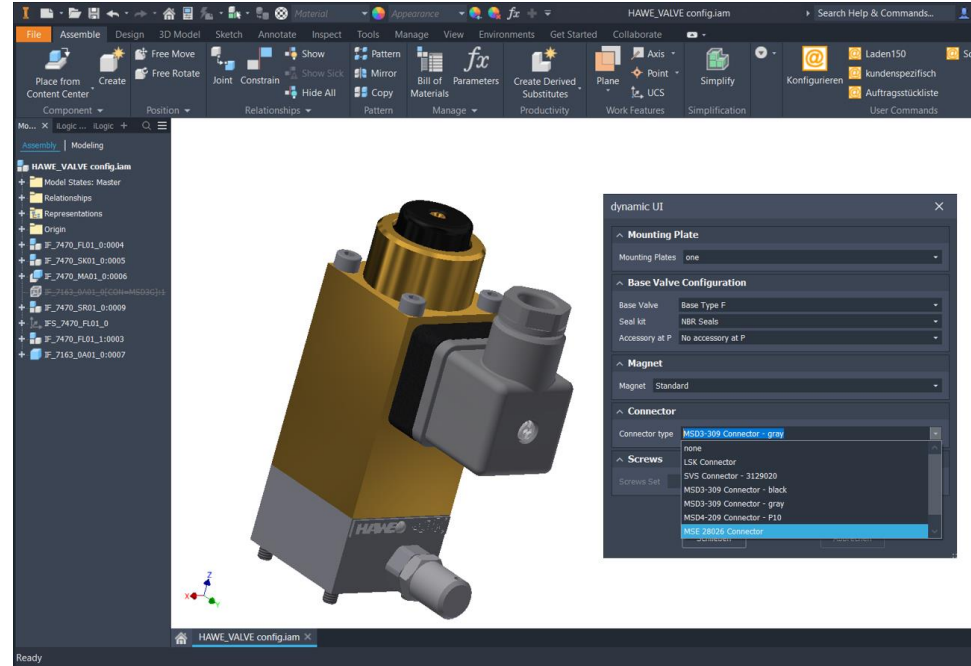 Material
Appearance
HAWE_VALVE config.iam
Search Help & Commands...
File Assemble Design 3D Model Sketch Annotate Inspect Tools Manage View Environments Get Started Collaborate
Place from Content Center
Create
Free Move
Free Rotate
Joint
Constrain
Show
Show Sick
Hide All
Pattern
Mirror
Copy
Bill of Materials
fx
Parameters
Create Derived Substitutes
Plane
Axis
Point
UCS
Simplify
Konfigurieren
Laden150
kundenspezifisch
Auftragsstückliste
Component Position Relationships Pattern Manage Productivity Work Features Simplification User Commands
Mo... iLogic ... iLogic
Assembly Modeling
HAWE_VALVE config.iam
Model States: Master
Relationships
Representations
Origin
IF_7470_FL01_0:0004
IF_7470_SK01_0:0005
IF_7470_MA01_0:0006
IF_7163_0A01_0[CON=MSD3G]:1
IF_7470_SR01_0:0009
IFS_7470_FL01_0
IF_7470_FL01_1:0003
IF_7163_0A01_0:0007
HAWE
Z
X
Y
dynamic UI
Mounting Plate
Mounting Plates one
Base Valve Configuration
Base Valve Base Type F
Seal kit NBR Seals
Accessory at P No accessory at P
Magnet
Magnet Standard
Connector
Connector type MSD3-309 Connector - gray
none
LSK Connector
SVS Connector - 3129020
MSD3-309 Connector - black
MSD3-309 Connector - gray
MSD4-209 Connector - P10
MSE 28026 Connector
Screws
Screws Set
HAWE_VALVE config.iam
Ready